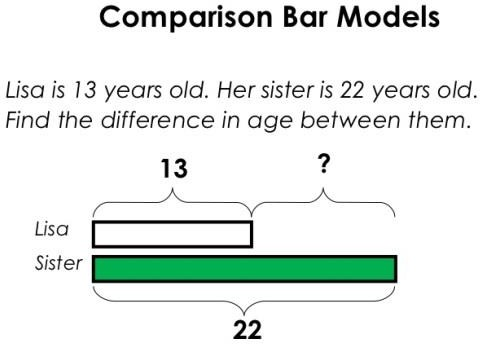 Comparison Bar Models
Lisa is 13 years old. Her sister is 22 years old.
Find the difference in age between them.
13 ?
Lisa
Sister
22